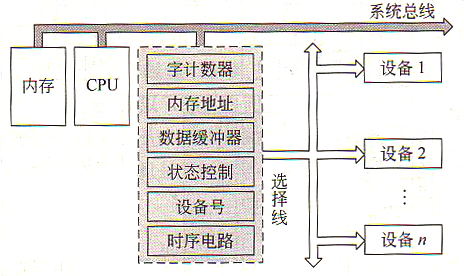 系统总线
内存
CPU
字计数器
内存地址
数据缓冲器
状态控制
设备号
时序电路
选择线
设备 1
设备 2
⋮
设备 n